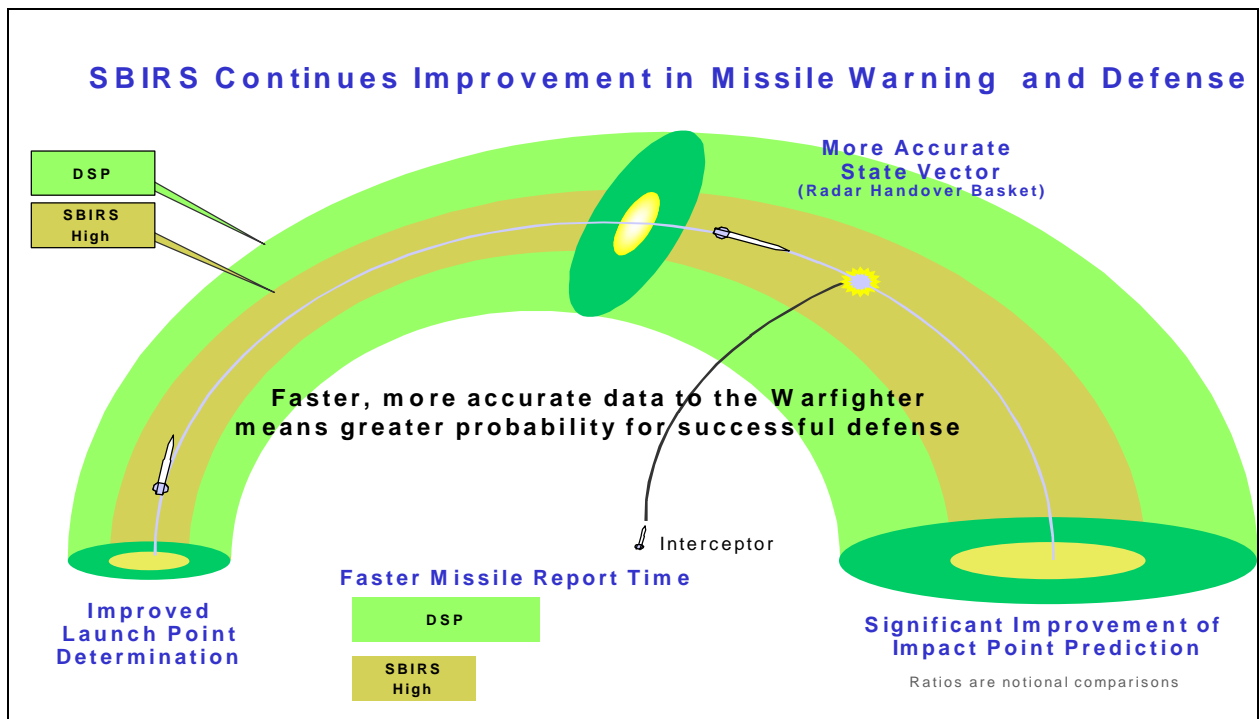 SBIRS Continues Improvement in Missile Warning and Defense
DSP
SBIRS
High
More Accurate
State Vector
(Radar Handover Basket)
Faster, more accurate data to the Warfighter
means greater probability for successful defense
Interceptor
Faster Missile Report Time
DSP
SBIRS
High
Improved
Launch Point
Determination
Significant Improvement of
Impact Point Prediction
Ratios are notional comparisons